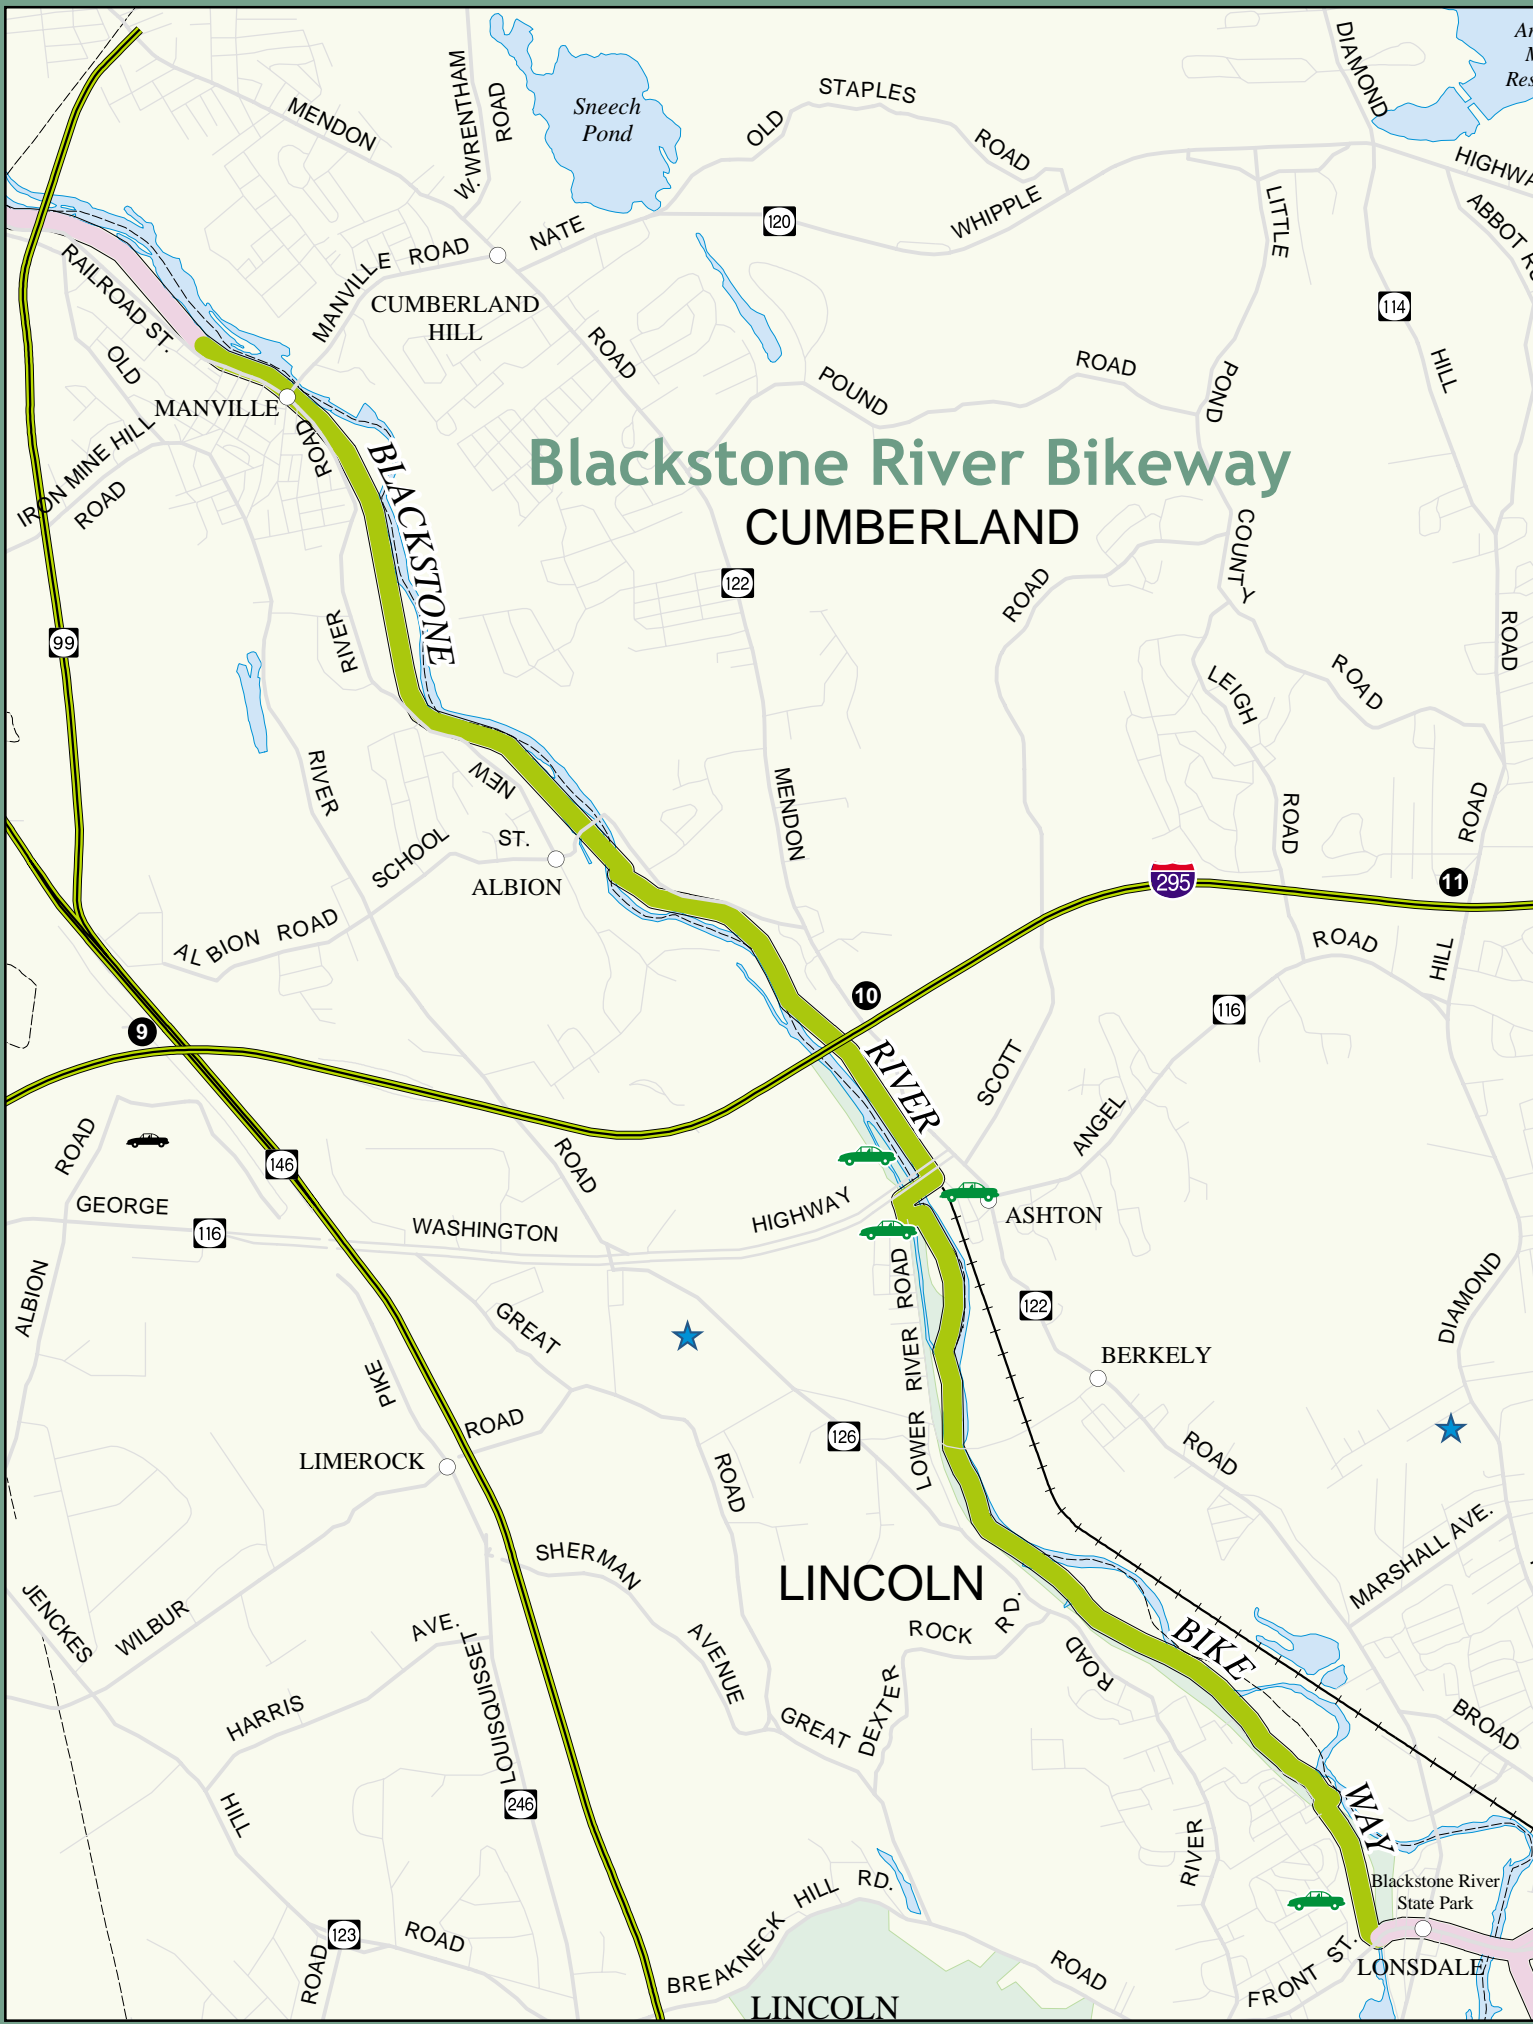 MENDON
W.WRENTHAM
ROAD
Sneech
Pond
OLD
STAPLES
ROAD
DIAMOND
HIGHWA
ABBOT R
NATE
120
WHIPPLE
LITTLE
MANVILLE ROAD
CUMBERLAND
HILL
RAILROAD ST.
OLD
MANVILLE
ROAD
114
HILL
ROAD
POUND
ROAD
POND
IRON MINE HILL
ROAD
BLACKSTONE
Blackstone River Bikeway
CUMBERLAND
COUNTY
122
ROAD
99
RIVER
ROAD
LEIGH
ROAD
RIVER
NEW
MENDON
ROAD
ROAD
SCHOOL
ST.
ALBION
295
11
ALBION ROAD
ROAD
HILL
10
116
9
RIVER
SCOTT
ANGEL
ROAD
146
ROAD
GEORGE
116
WASHINGTON
HIGHWAY
ASHTON
ALBION
LOWER RIVER ROAD
122
DIAMOND
GREAT
BERKELY
PIKE
ROAD
126
ROAD
LIMEROCK
ROAD
MARSHALL AVE.
SHERMAN
LINCOLN
JENCKES
WILBUR
AVE.
AVENUE
ROCK
RD.
ROAD
BIKE
LOUISQUISSET
HARRIS
GREAT
DEXTER
BROAD
HILL
246
WAY
RIVER
HILL RD.
Blackstone River
State Park
123
ROAD
ROAD
BREAKNECK
ROAD
FRONT ST.
LONSDALE
LINCOLN